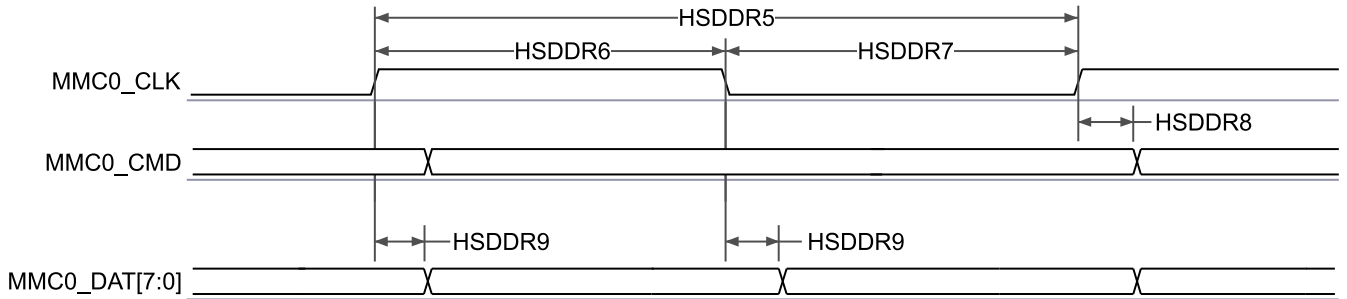 HSDDR5
HSDDR6
HSDDR7
MMC0_CLK
HSDDR8
MMC0_CMD
HSDDR9
HSDDR9
MMC0_DAT[7:0]